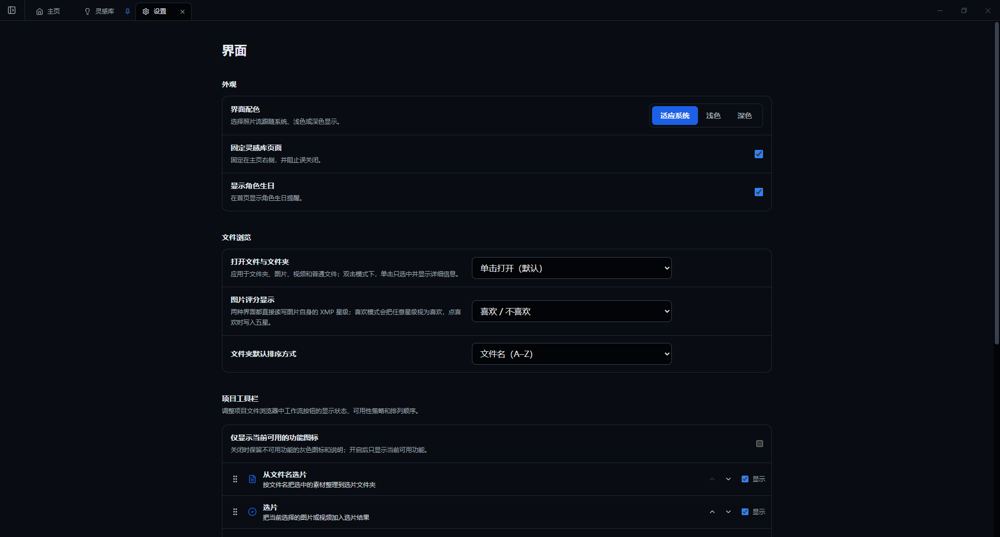 主页
灵感库
设置
界面
外观
界面配色
选择照片流跟随系统、浅色或深色显示。
适应系统
浅色
深色
固定灵感库页面
固定在主页右侧，并阻止误关闭。
显示角色生日
在首页显示角色生日提醒。
文件浏览
打开文件与文件夹
应用于文件夹、图片、视频和普通文件；双击模式下，单击只选中并显示详细信息。
单击打开（默认）
图片评分显示
两种界面都直接读写图片自身的 XMP 星级；喜欢模式会把任意星级视为喜欢，点喜
欢时写入五星。
喜欢 / 不喜欢
文件夹默认排序方式
文件名（A–Z）
项目工具栏
调整项目文件浏览器中工作流按钮的显示状态、可用性策略和排列顺序。
仅显示当前可用的功能图标
关闭时保留不可用功能的灰色图标和说明；开启后只显示当前可用功能。
从文件名选片
按文件名把选中的素材整理到选片文件夹
显示
选片
把当前选择的图片或视频加入选片结果
显示